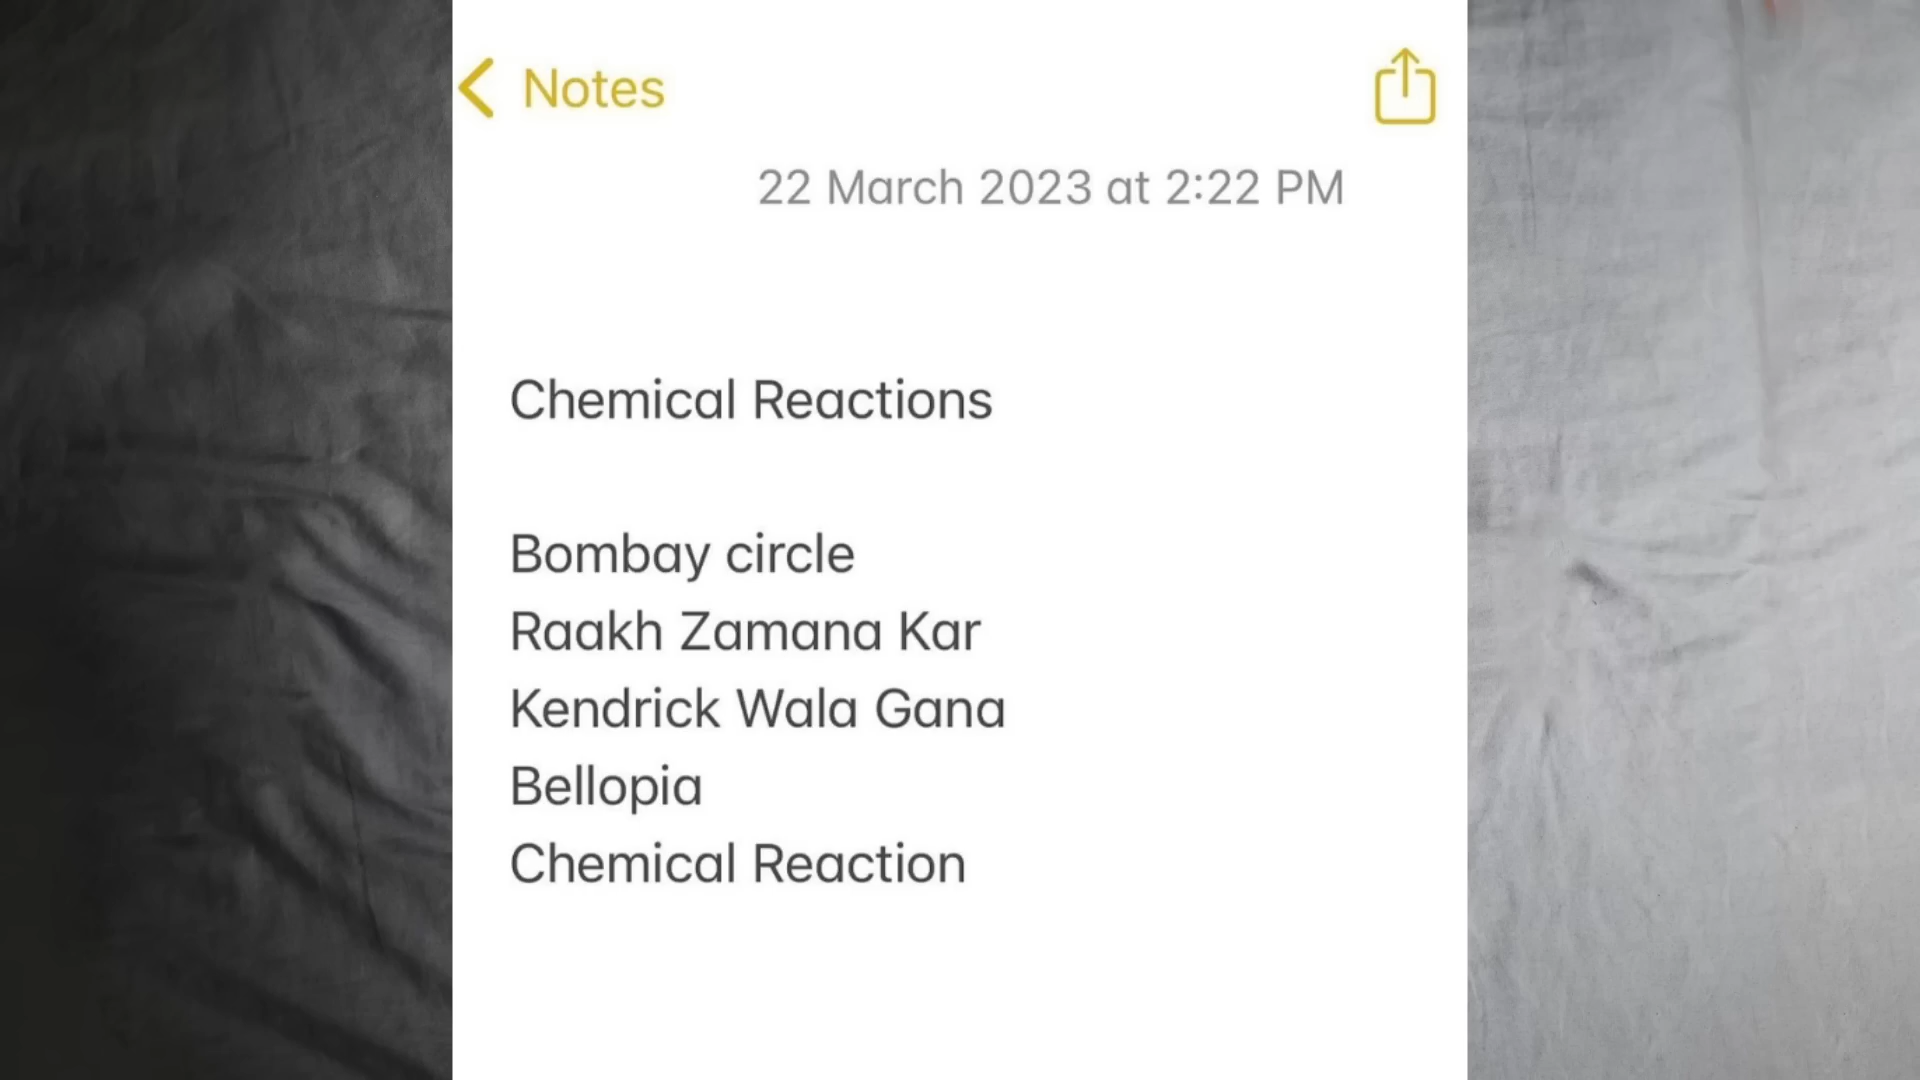 Notes
22 March 2023 at 2:22 PM
Chemical Reactions
Bombay circle
Raakh Zamana Kar
Kendrick Wala Gana
Bellopia
Chemical Reaction